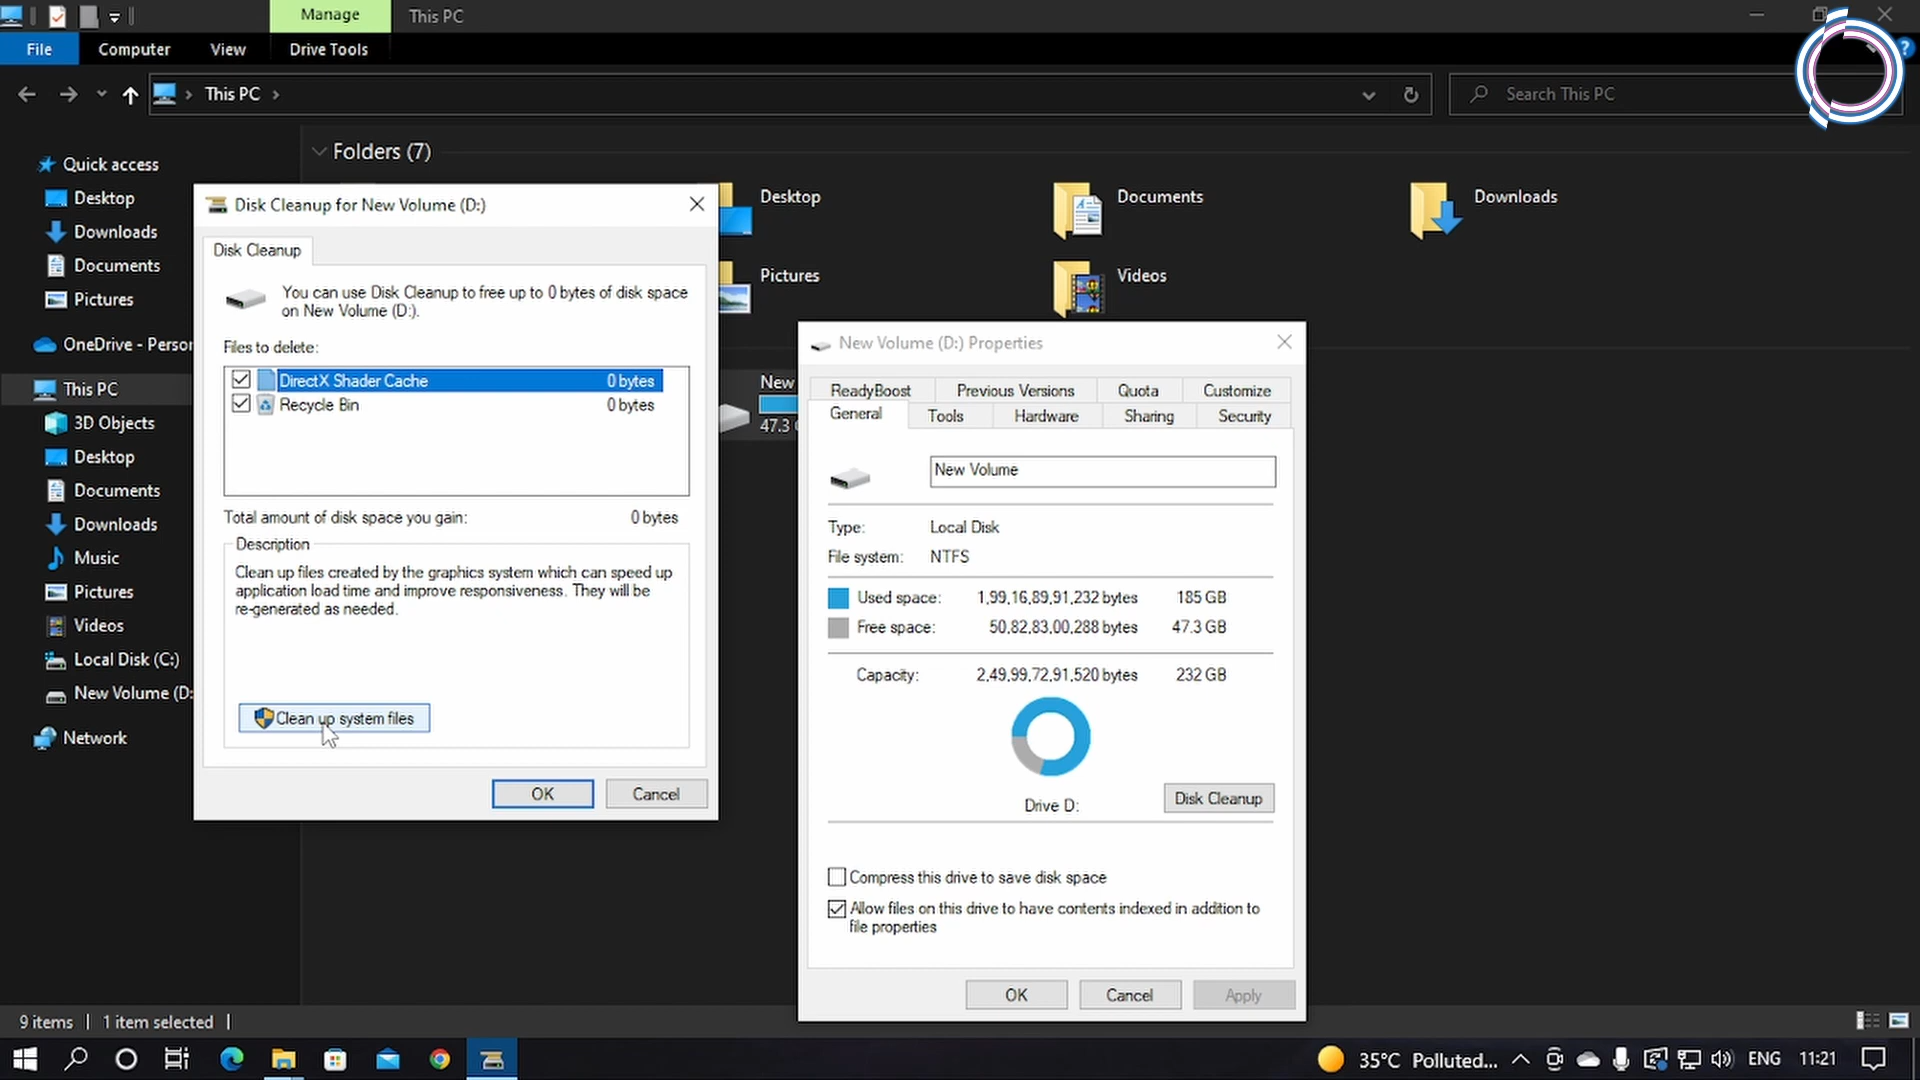 Manage
This PC
File
Computer
View
Drive Tools
?
This PC
Search This PC
Quick access
Desktop
Downloads
Documents
Pictures
OneDrive - Person
This PC
3D Objects
Desktop
Documents
Downloads
Music
Pictures
Videos
Local Disk (C:)
New Volume (D:
Network
Folders (7)
Desktop
Documents
Downloads
Pictures
Videos
New
47.3
Disk Cleanup for New Volume (D:)
Disk Cleanup
You can use Disk Cleanup to free up to 0 bytes of disk space
on New Volume (D:).
Files to delete:
DirectX Shader Cache 0 bytes
Recycle Bin 0 bytes
Total amount of disk space you gain: 0 bytes
Description
Clean up files created by the graphics system which can speed up
application load time and improve responsiveness. They will be
re-generated as needed.
Clean up system files
OK
Cancel
New Volume (D:) Properties
ReadyBoost
Previous Versions
Quota
Customize
General
Tools
Hardware
Sharing
Security
New Volume
Type: Local Disk
File system: NTFS
Used space: 1,99,16,89,91,232 bytes 185 GB
Free space: 50,82,83,00,288 bytes 47.3 GB
Capacity: 2,49,99,72,91,520 bytes 232 GB
Drive D:
Disk Cleanup
Compress this drive to save disk space
Allow files on this drive to have contents indexed in addition to
file properties
OK
Cancel
Apply
9 items
1 item selected
35°C Polluted...
ENG
11:21